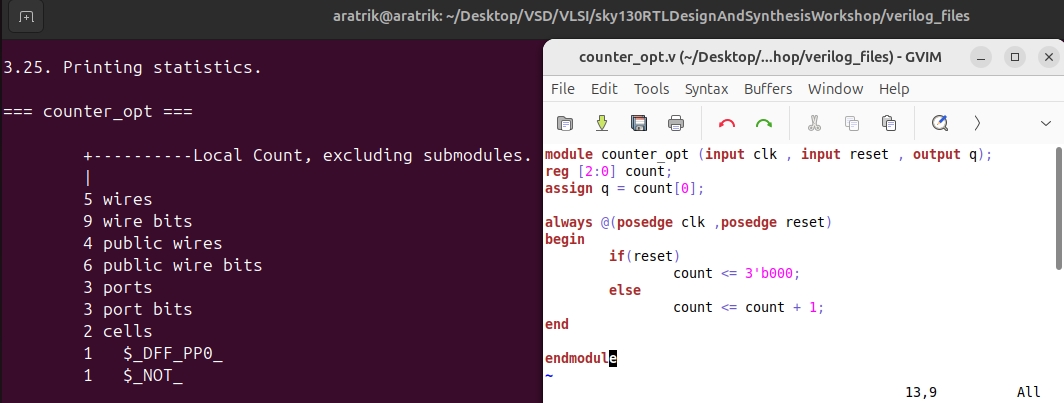 aratrik@aratrik: ~/Desktop/VSD/VLSI/sky130RTLDesignAndSynthesisWorkshop/verilog_files
3.25. Printing statistics.
=== counter_opt ===
+----------Local Count, excluding submodules.
|
5 wires
9 wire bits
4 public wires
6 public wire bits
3 ports
3 port bits
2 cells
1   $_DFF_PP0_
1   $_NOT_
counter_opt.v (~/Desktop/...hop/verilog_files) - GVIM
File Edit Tools Syntax Buffers Window Help
module counter_opt (input clk , input reset , output q);
reg [2:0] count;
assign q = count[0];
always @(posedge clk ,posedge reset)
begin
        if(reset)
                count <= 3'b000;
        else
                count <= count + 1;
end
endmodule
~
13,9 All